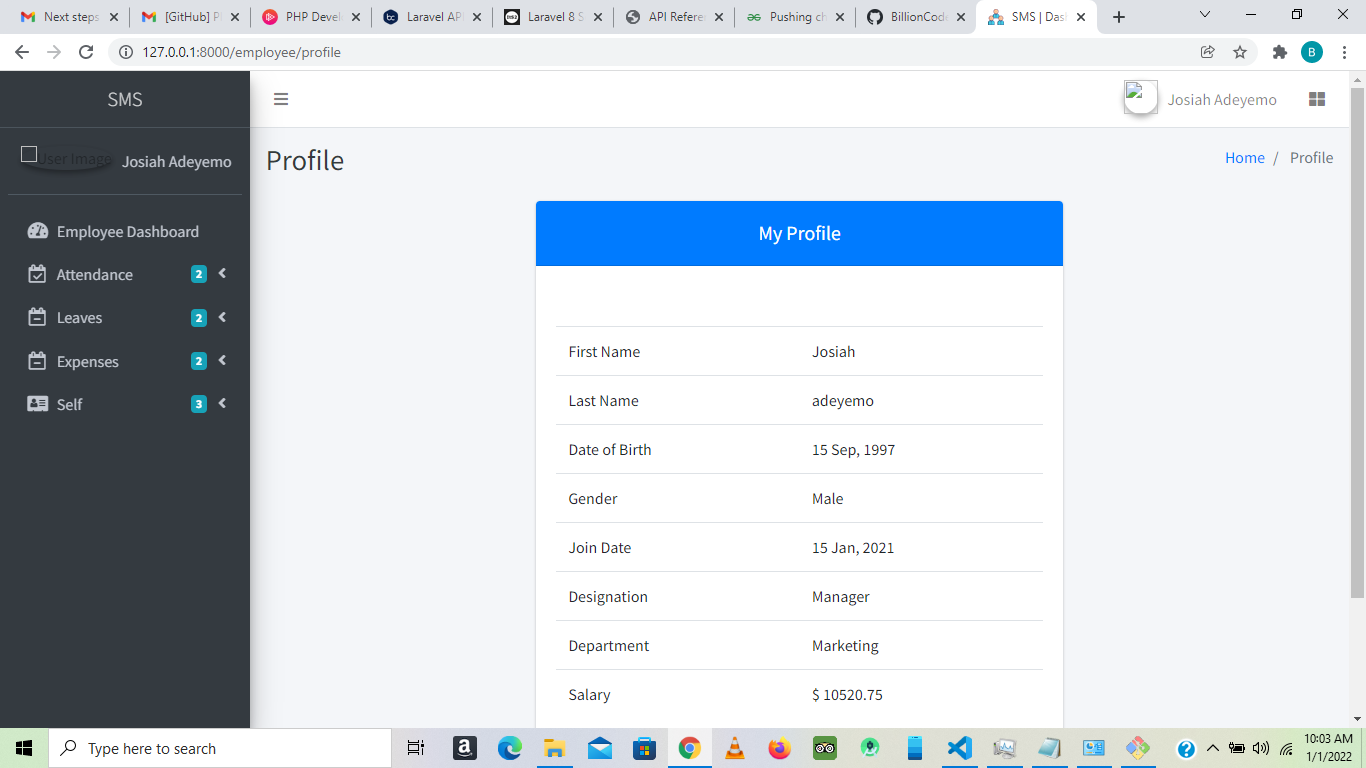 Next steps
[GitHub] Pl
PHP Devel
Laravel API
Laravel 8 S
API Refere
Pushing ch
BillionCode
SMS | Dash
127.0.0.1:8000/employee/profile
B
SMS
Josiah Adeyemo
User Image
Josiah Adeyemo
Profile
Home / Profile
Employee Dashboard
Attendance 2
Leaves 2
Expenses 2
Self 3
My Profile
First Name Josiah
Last Name adeyemo
Date of Birth 15 Sep, 1997
Gender Male
Join Date 15 Jan, 2021
Designation Manager
Department Marketing
Salary $ 10520.75
Type here to search
10:03 AM
1/1/2022